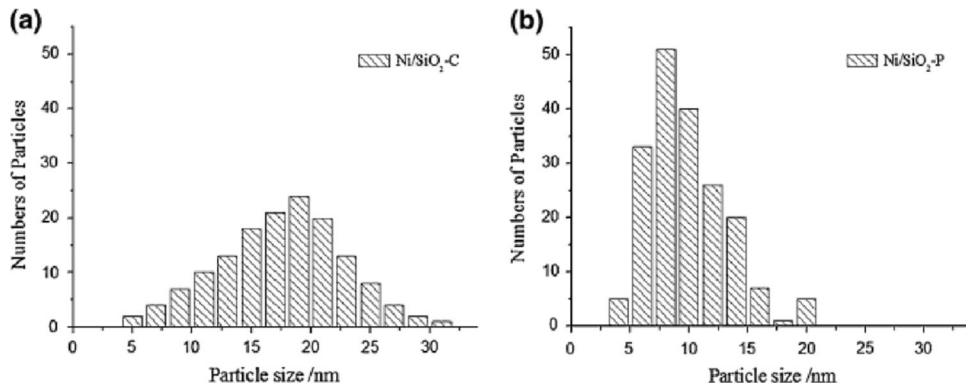 (a)
50
40
30
20
10
0
Numbers of Particles
Ni/SiO₂-C
0 5 10 15 20 25 30
Particle size /nm
(b)
50
40
30
20
10
0
Numbers of Particles
Ni/SiO₂-P
0 5 10 15 20 25 30
Particle size /nm